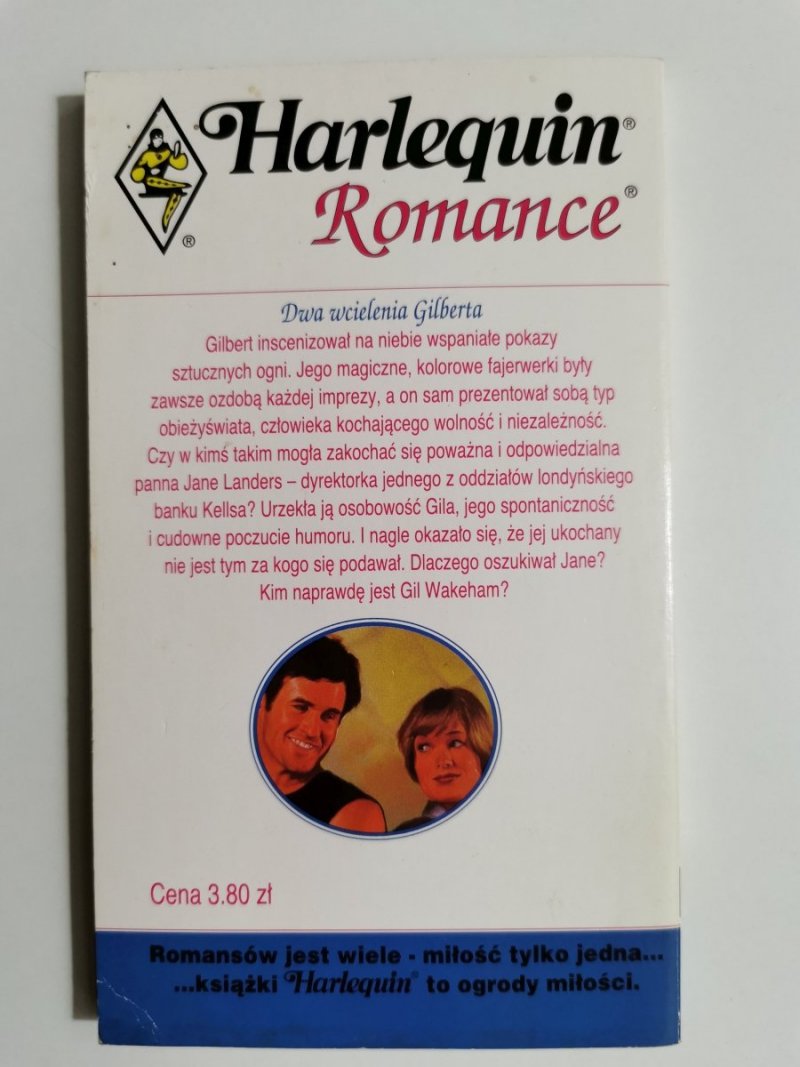 Harlequin®
Romance®
®
Dwa wcielenia Gilberta
Gilbert inscenizował na niebie wspaniałe pokazy
sztucznych ogni. Jego magiczne, kolorowe fajerwerki były
zawsze ozdobą każdej imprezy, a on sam prezentował sobą typ
obieżyświata, człowieka kochającego wolność i niezależność.
Czy w kimś takim mogła zakochać się poważna i odpowiedzialna
panna Jane Landers – dyrektorka jednego z oddziałów londyńskiego
banku Kellsa? Urzekła ją osobowość Gila, jego spontaniczność
i cudowne poczucie humoru. I nagle okazało się, że jej ukochany
nie jest tym za kogo się podawał. Dlaczego oszukiwał Jane?
Kim naprawdę jest Gil Wakeham?
Cena 3.80 zł
Romansów jest wiele - miłość tylko jedna...
...książki Harlequin® to ogrody miłości.